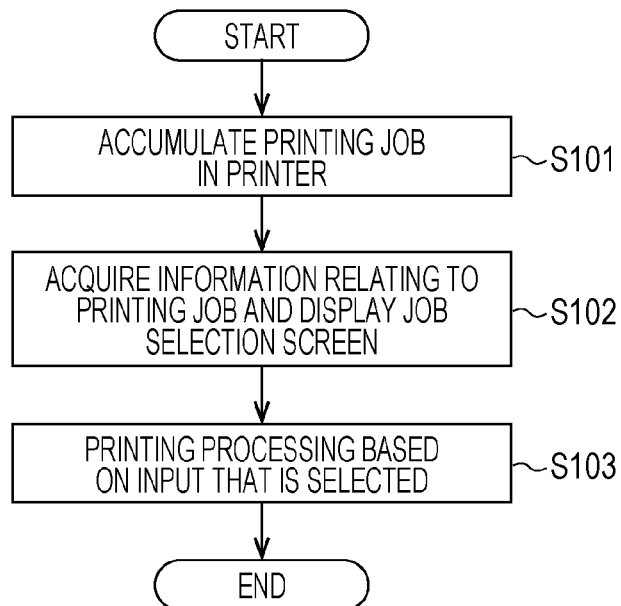 START
ACCUMULATE PRINTING JOB
IN PRINTER
S101
ACQUIRE INFORMATION RELATING TO
PRINTING JOB AND DISPLAY JOB
SELECTION SCREEN
S102
PRINTING PROCESSING BASED
ON INPUT THAT IS SELECTED
S103
END